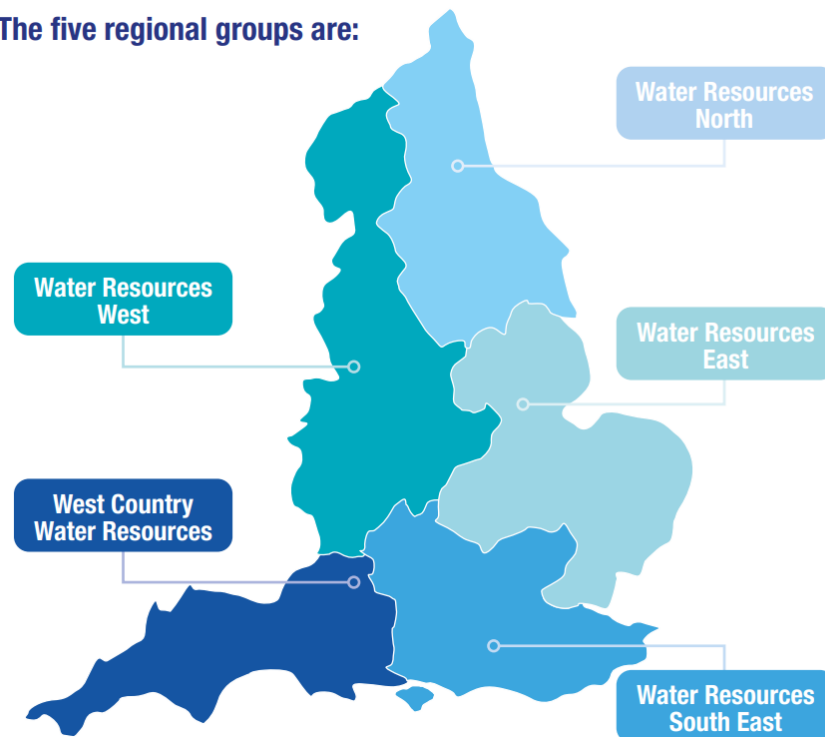 The five regional groups are:
Water Resources
North
Water Resources
West
Water Resources
East
West Country
Water Resources
Water Resources
South East